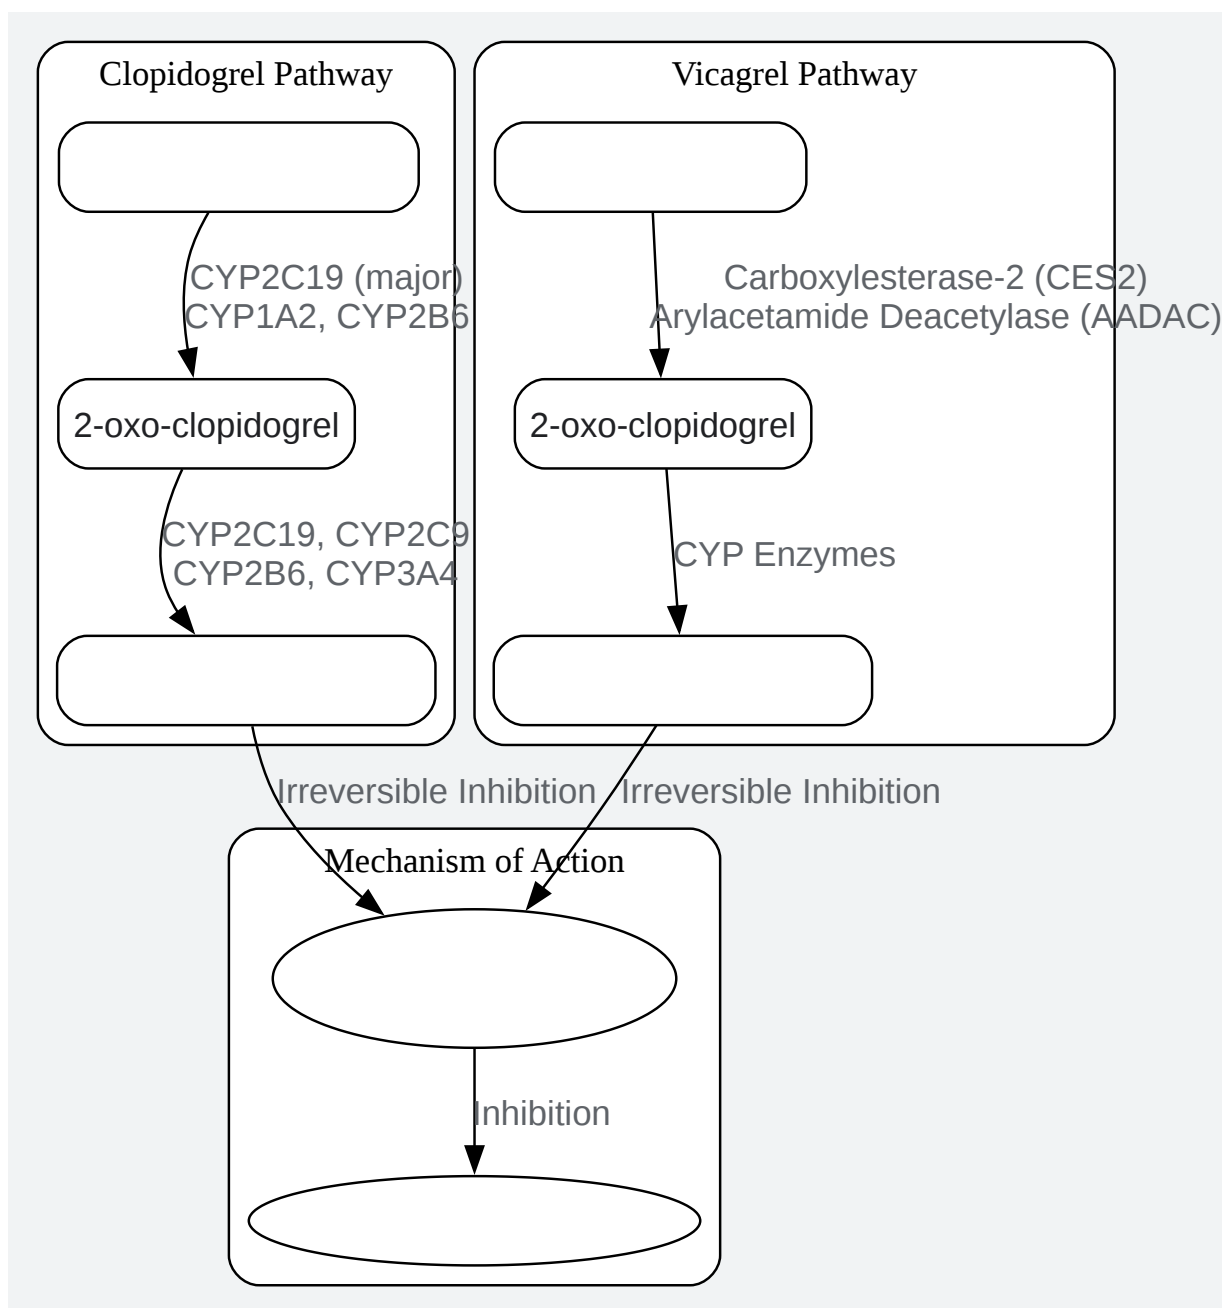 Clopidogrel Pathway
CYP2C19 (major)
CYP1A2, CYP2B6
2-oxo-clopidogrel
CYP2C19, CYP2C9
CYP2B6, CYP3A4
Irreversible Inhibition
Vicagrel Pathway
Carboxylesterase-2 (CES2)
Arylacetamide Deacetylase (AADAC)
2-oxo-clopidogrel
CYP Enzymes
Irreversible Inhibition
Mechanism of Action
Inhibition